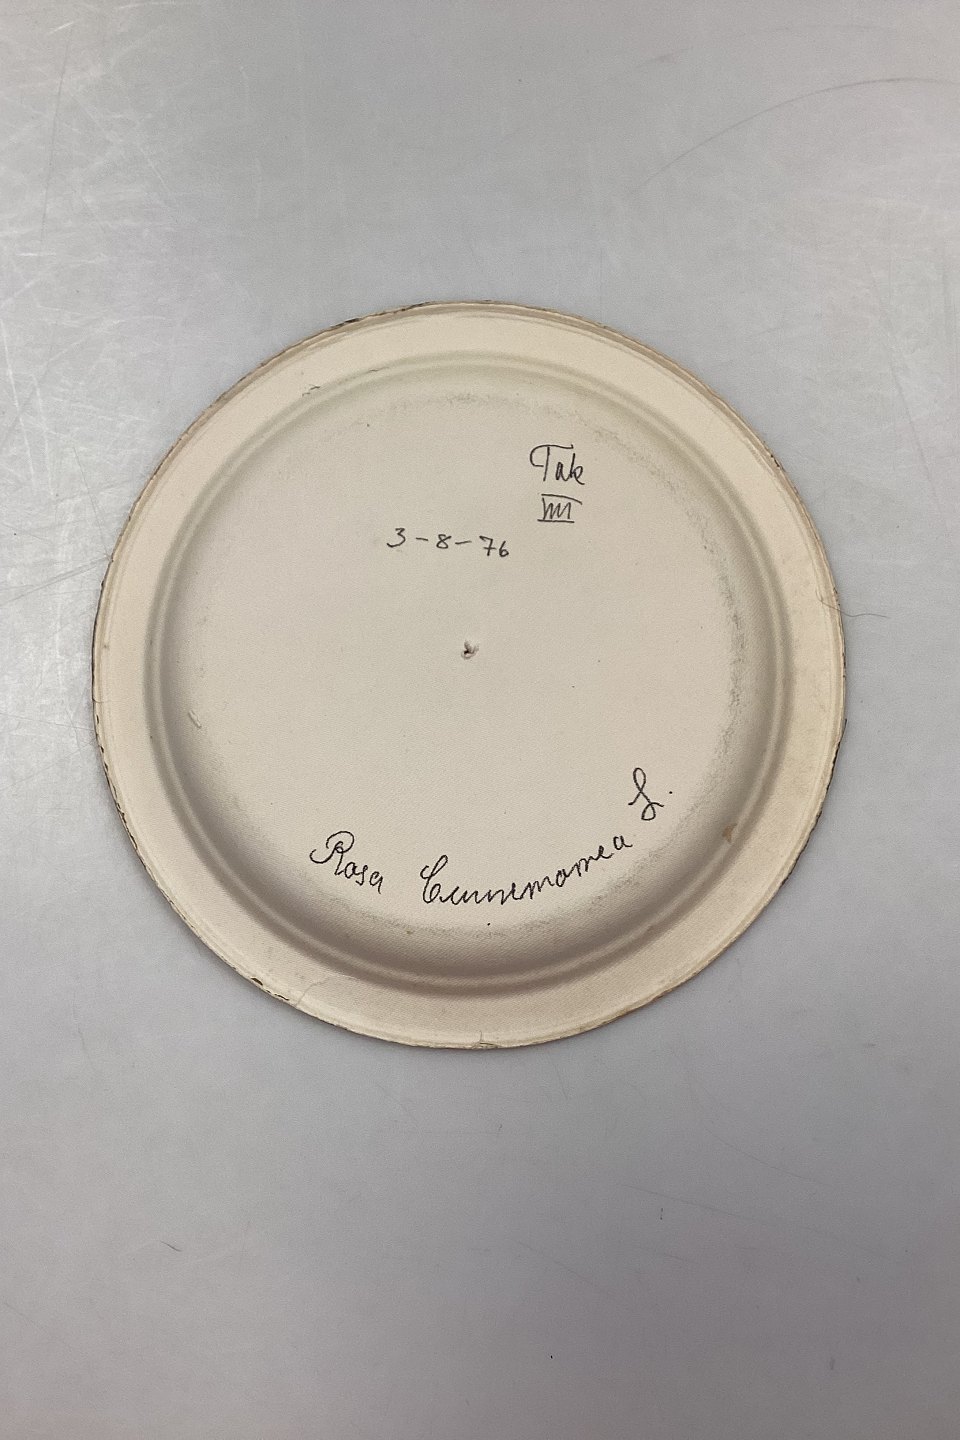 Tak
3-8-76
Rosa Cinnamomea L.